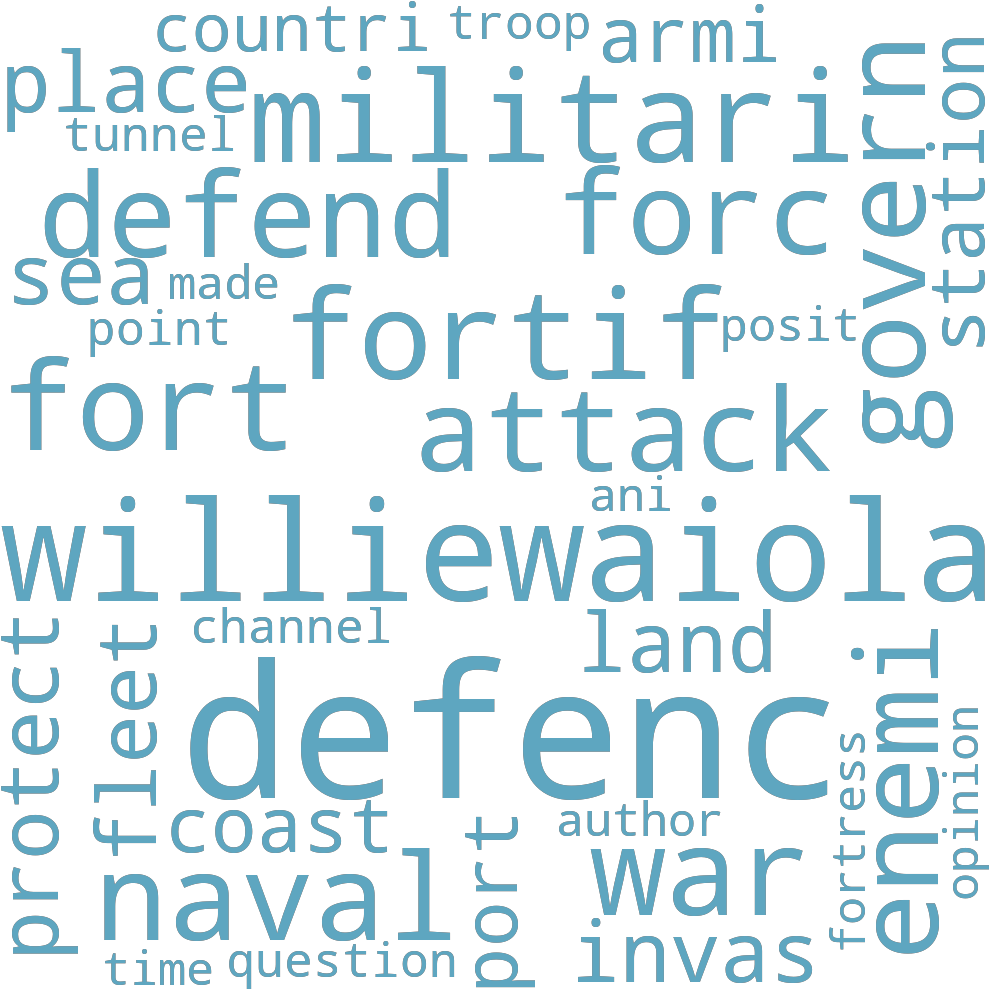 countri troop armi
place militari govern station
tunnel
defend forc
sea made
point fortif posit
fort attack
ani
williewaiola
channel land
protect fleet defenc enemi
fortress opinion
coast author
naval port war
time question invas